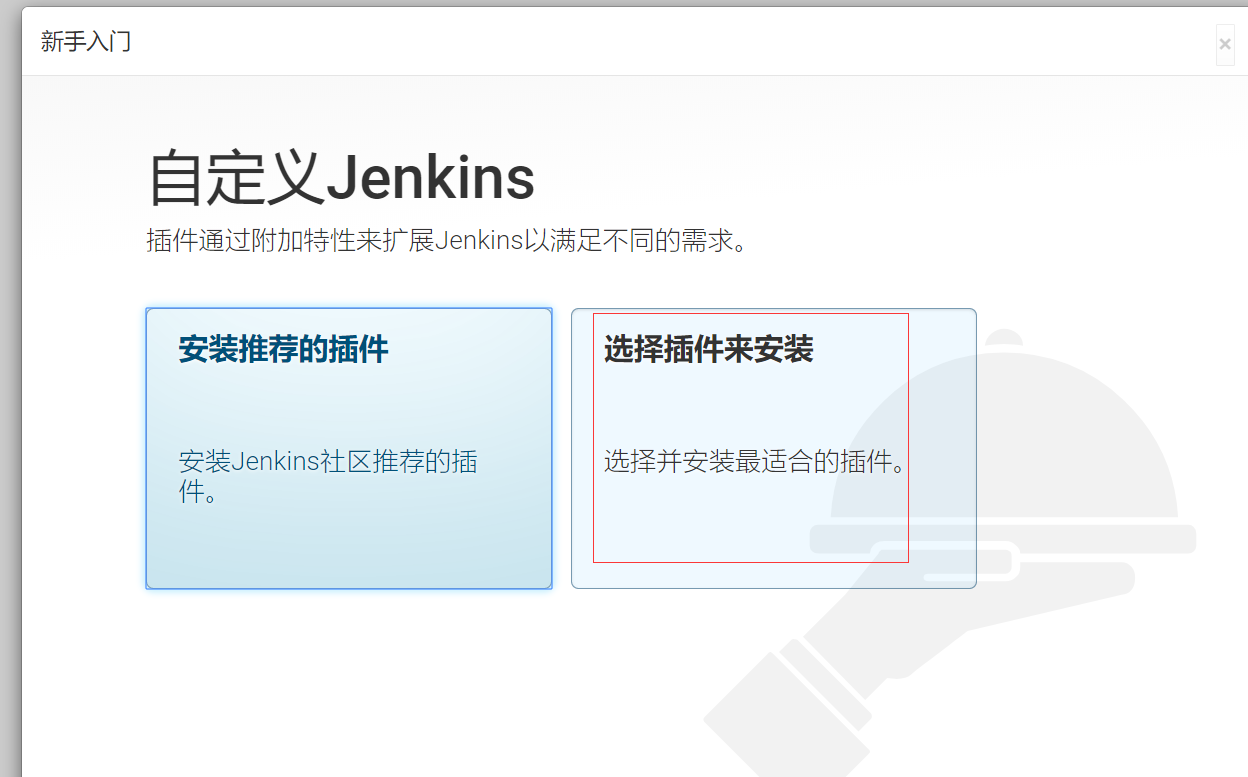 新手入门
×
自定义Jenkins
插件通过附加特性来扩展Jenkins以满足不同的需求。
安装推荐的插件
安装Jenkins社区推荐的插
件。
选择插件来安装
选择并安装最适合的插件。